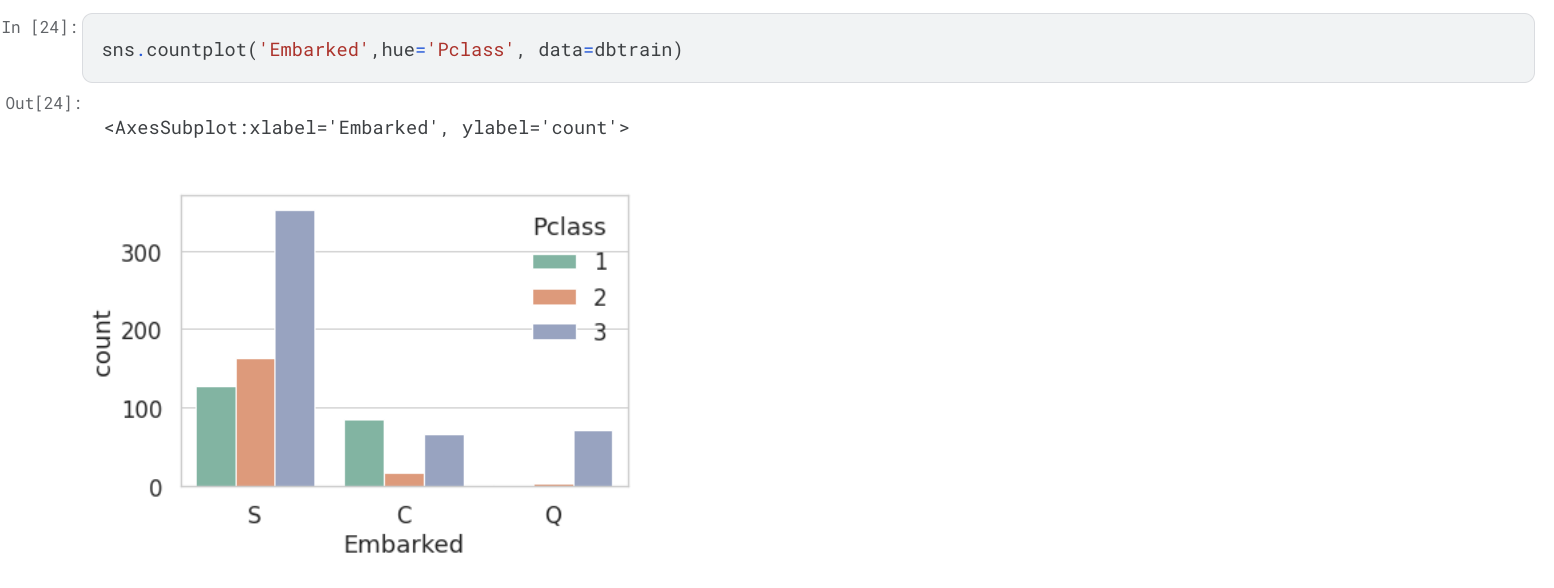 In [24]:
sns.countplot('Embarked',hue='Pclass', data=dbtrain)
Out[24]:
<AxesSubplot:xlabel='Embarked', ylabel='count'>
Pclass
1
2
3
300
200
100
0
count
S C Q
Embarked